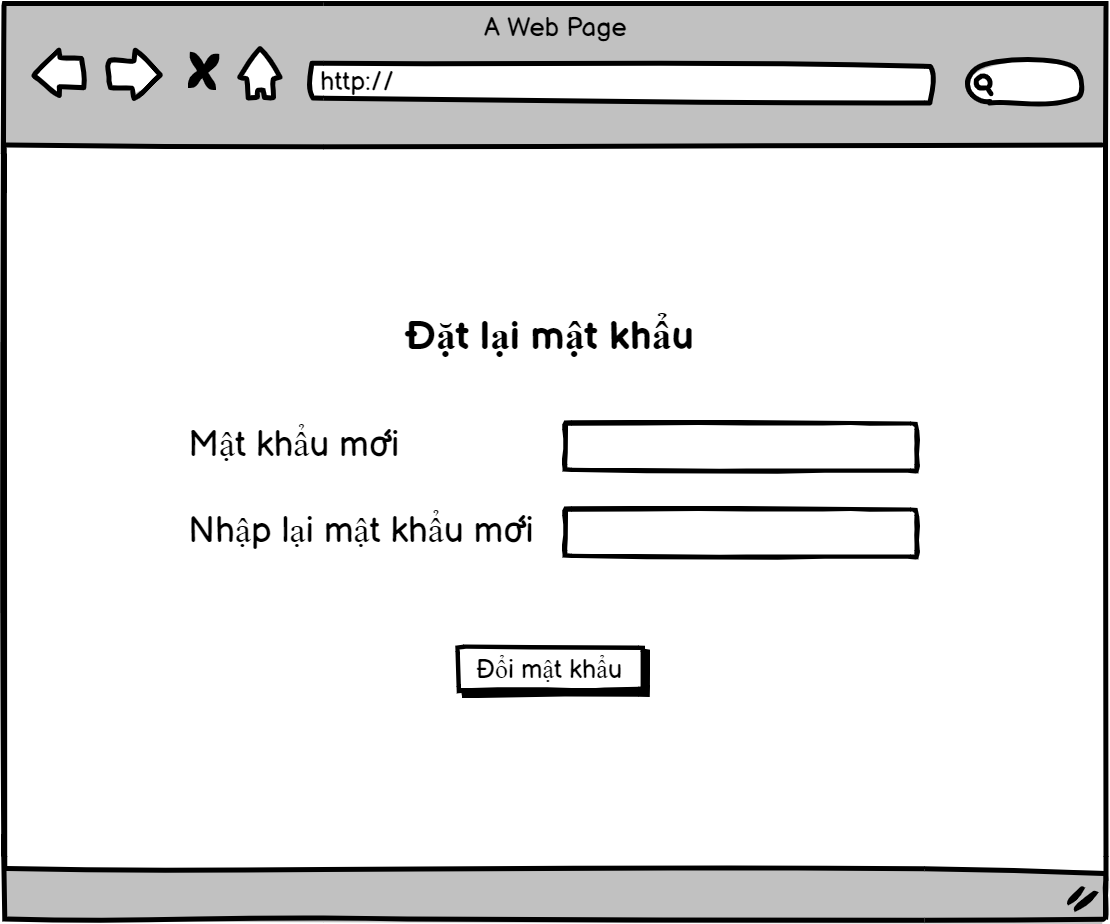 A Web Page
http://
Đặt lại mật khẩu
Mật khẩu mới
Nhập lại mật khẩu mới
Đổi mật khẩu